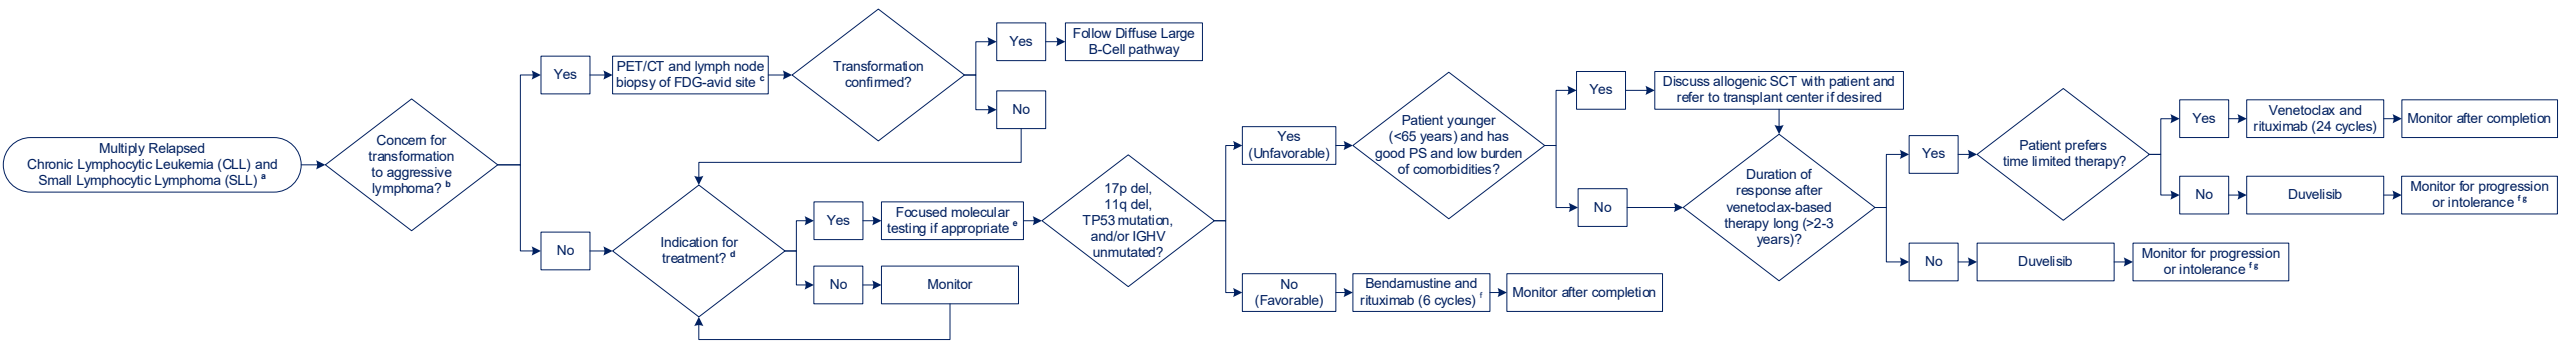 Multiply Relapsed
Chronic Lymphocytic Leukemia (CLL) and
Small Lymphocytic Lymphoma (SLL) a
Concern for
transformation
to aggressive
lymphoma? b
Yes
PET/CT and lymph node
biopsy of FDG-avid site c
Transformation
confirmed?
Yes
Follow Diffuse Large
B-Cell pathway
No
No
Indication for
treatment? d
Yes
Focused molecular
testing if appropriate e
No
Monitor
17p del,
11q del,
TP53 mutation,
and/or IGHV
unmutated?
Yes
(Unfavorable)
Patient younger
(<65 years) and has
good PS and low burden
of comorbidities?
Yes
Discuss allogenic SCT with patient and
refer to transplant center if desired
No
Duration of
response after
venetoclax-based
therapy long (>2-3
years)?
Yes
Patient prefers
time limited therapy?
Yes
Venetoclax and
rituximab (24 cycles)
Monitor after completion
No
Duvelisib
Monitor for progression
or intolerance f g
No
Duvelisib
Monitor for progression
or intolerance f g
No
(Favorable)
Bendamustine and
rituximab (6 cycles) f
Monitor after completion